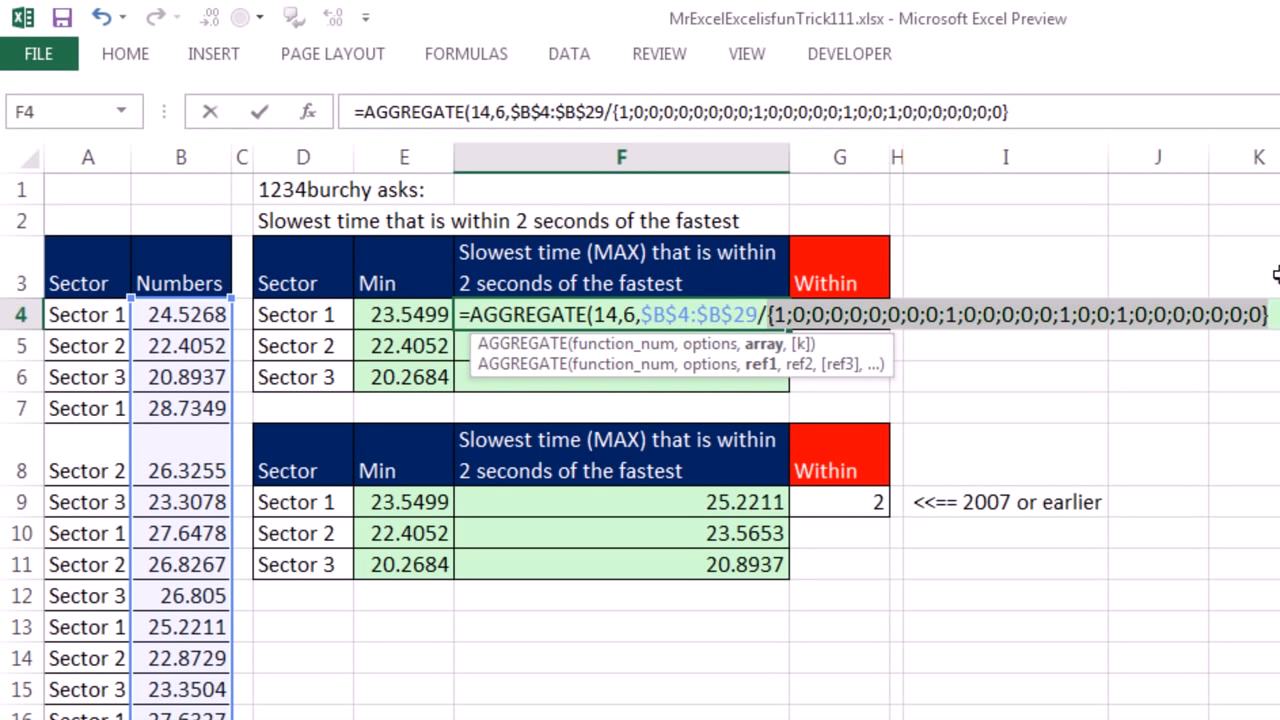 MrExcelExcelisfunTrick111.xlsx - Microsoft Excel Preview
FILE HOME INSERT PAGE LAYOUT FORMULAS DATA REVIEW VIEW DEVELOPER
F4 fx =AGGREGATE(14,6,$B$4:$B$29/{1;0;0;0;0;0;0;0;0;1;0;0;0;0;0;1;0;0;1;0;0;0;0;0;0;0}
A B C D E F G H I J K
1 1234burchy asks:
2 Slowest time that is within 2 seconds of the fastest
Slowest time (MAX) that is within
3 Sector Numbers Sector Min 2 seconds of the fastest Within
4 Sector 1 24.5268 Sector 1 23.5499 =AGGREGATE(14,6,$B$4:$B$29/{1;0;0;0;0;0;0;0;0;1;0;0;0;0;0;1;0;0;1;0;0;0;0;0;0;0}
5 Sector 2 22.4052 Sector 2 22.4052 AGGREGATE(function_num, options, array, [k])
AGGREGATE(function_num, options, ref1, ref2, [ref3], ...)
6 Sector 3 20.8937 Sector 3 20.2684
7 Sector 1 28.7349
Slowest time (MAX) that is within
8 Sector 2 26.3255 Sector Min 2 seconds of the fastest Within
9 Sector 3 23.3078 Sector 1 23.5499 25.2211 2 <<== 2007 or earlier
10 Sector 1 27.6478 Sector 2 22.4052 23.5653
11 Sector 2 26.8267 Sector 3 20.2684 20.8937
12 Sector 3 26.805
13 Sector 1 25.2211
14 Sector 2 22.8729
15 Sector 3 23.3504
16 Sector 1 27.6327